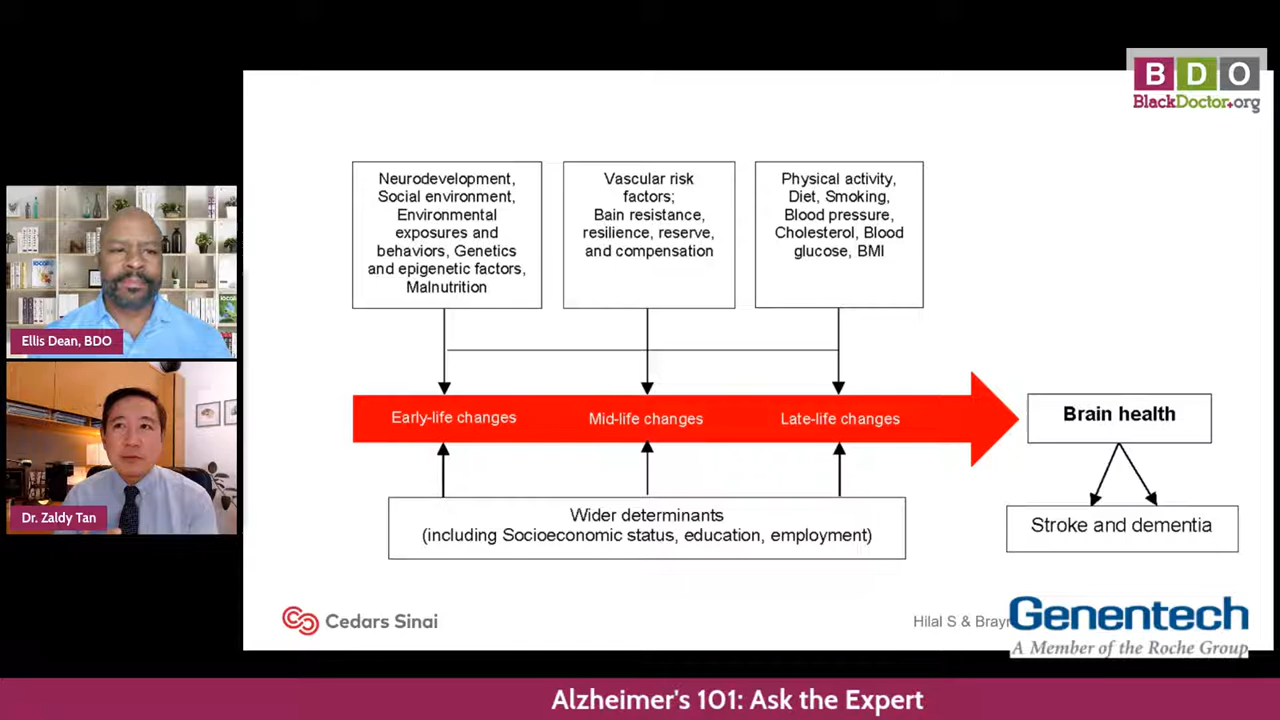 B D O
BlackDoctor.org
Neurodevelopment,
Social environment,
Environmental
exposures and
behaviors, Genetics
and epigenetic factors,
Malnutrition
Vascular risk
factors;
Bain resistance,
resilience, reserve,
and compensation
Physical activity,
Diet, Smoking,
Blood pressure,
Cholesterol, Blood
glucose, BMI
Ellis Dean, BDO
Early-life changes
Mid-life changes
Late-life changes
Brain health
Dr. Zaldy Tan
Wider determinants
(including Socioeconomic status, education, employment)
Stroke and dementia
Cedars Sinai
Hilal S &
Genentech
A Member of the Roche Group
Alzheimer's 101: Ask the Expert